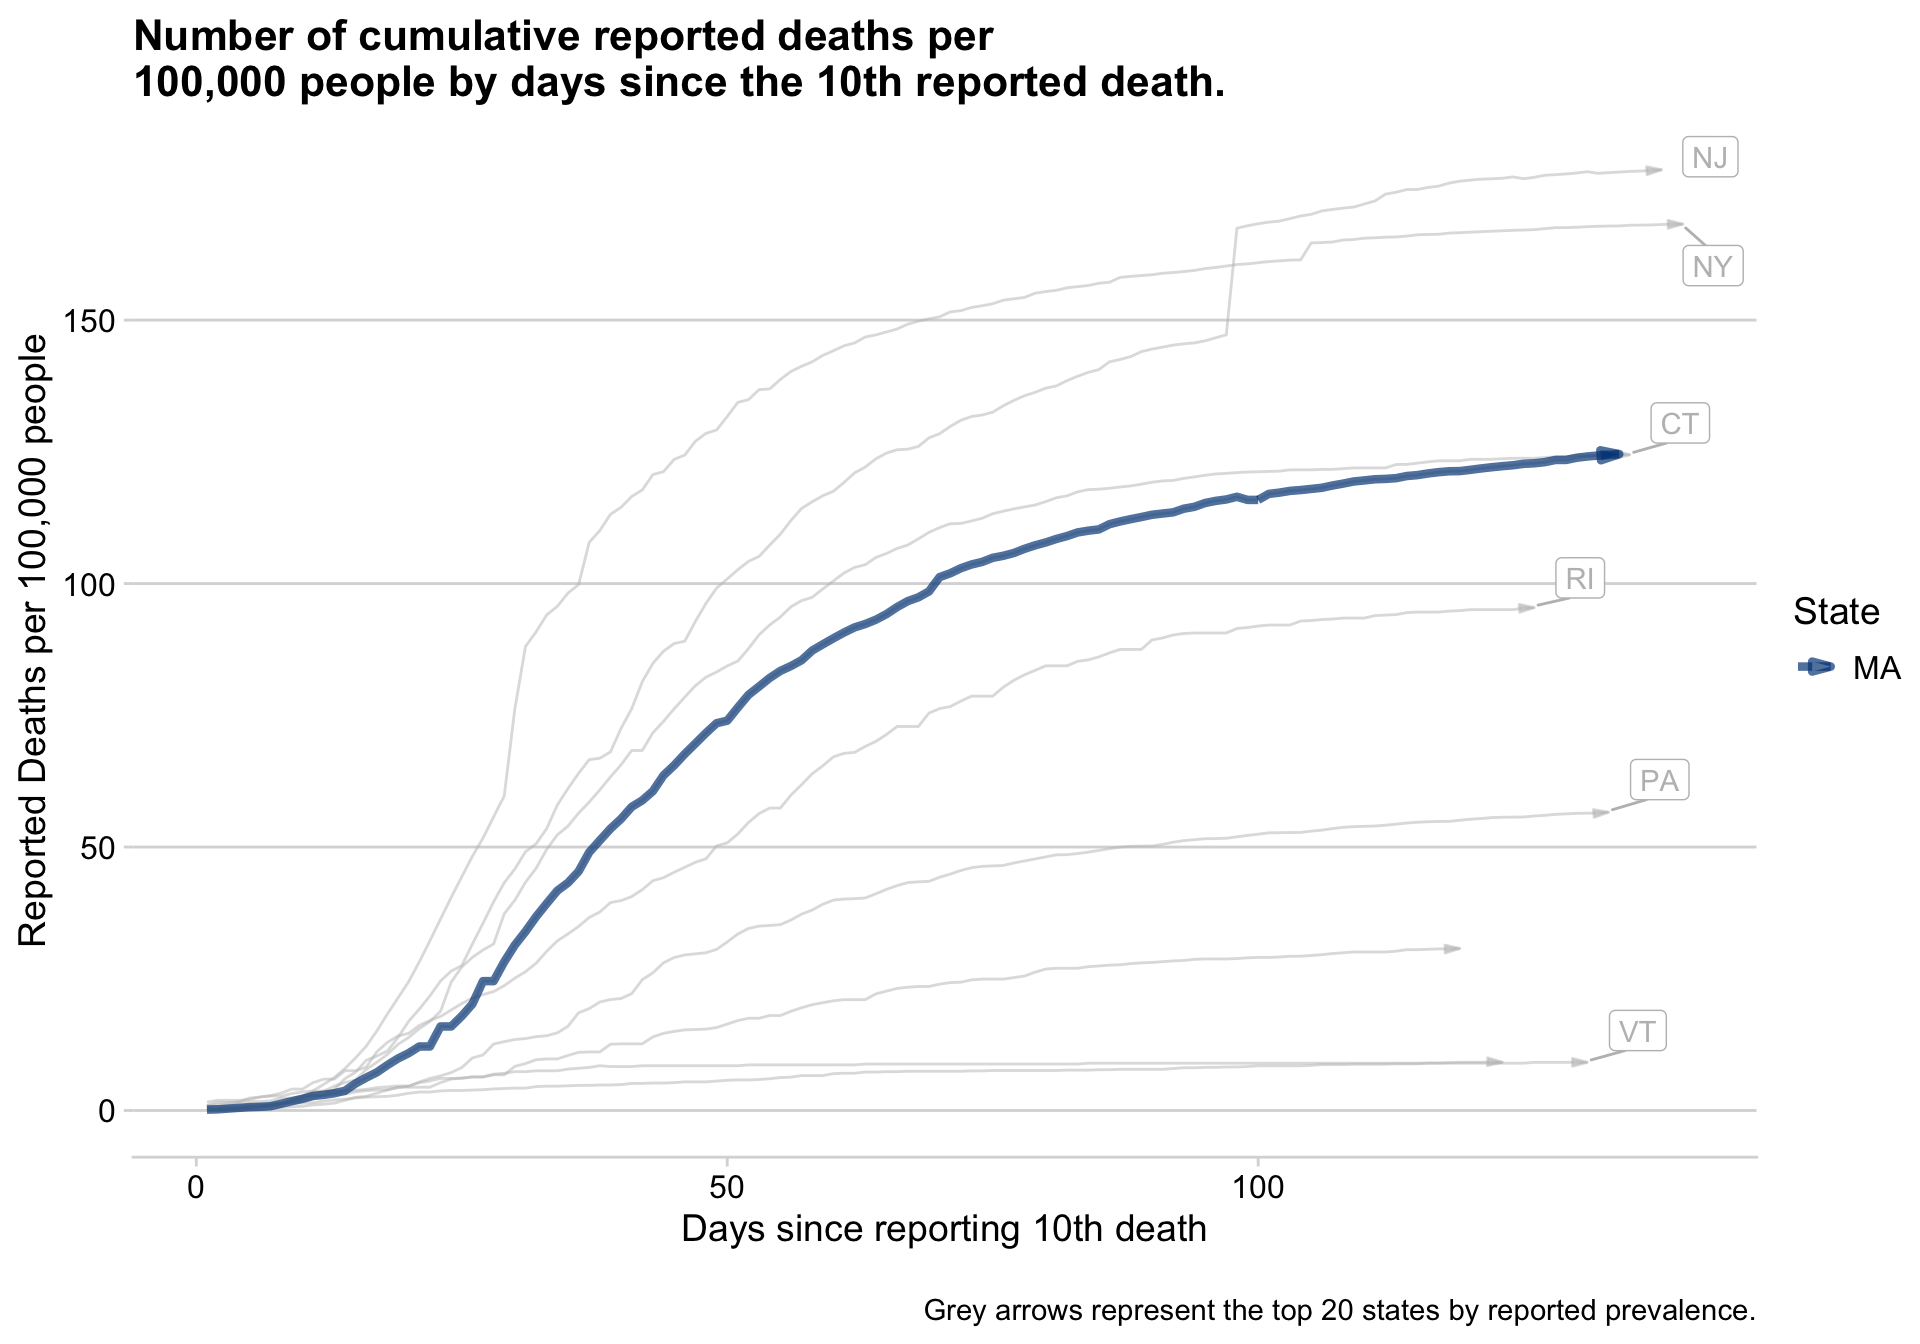 Number of cumulative reported deaths per
100,000 people by days since the 10th reported death.
NJ
NY
CT
RI
PA
VT
Reported Deaths per 100,000 people
150
100
50
0
0
50
100
Days since reporting 10th death
State
MA
Grey arrows represent the top 20 states by reported prevalence.